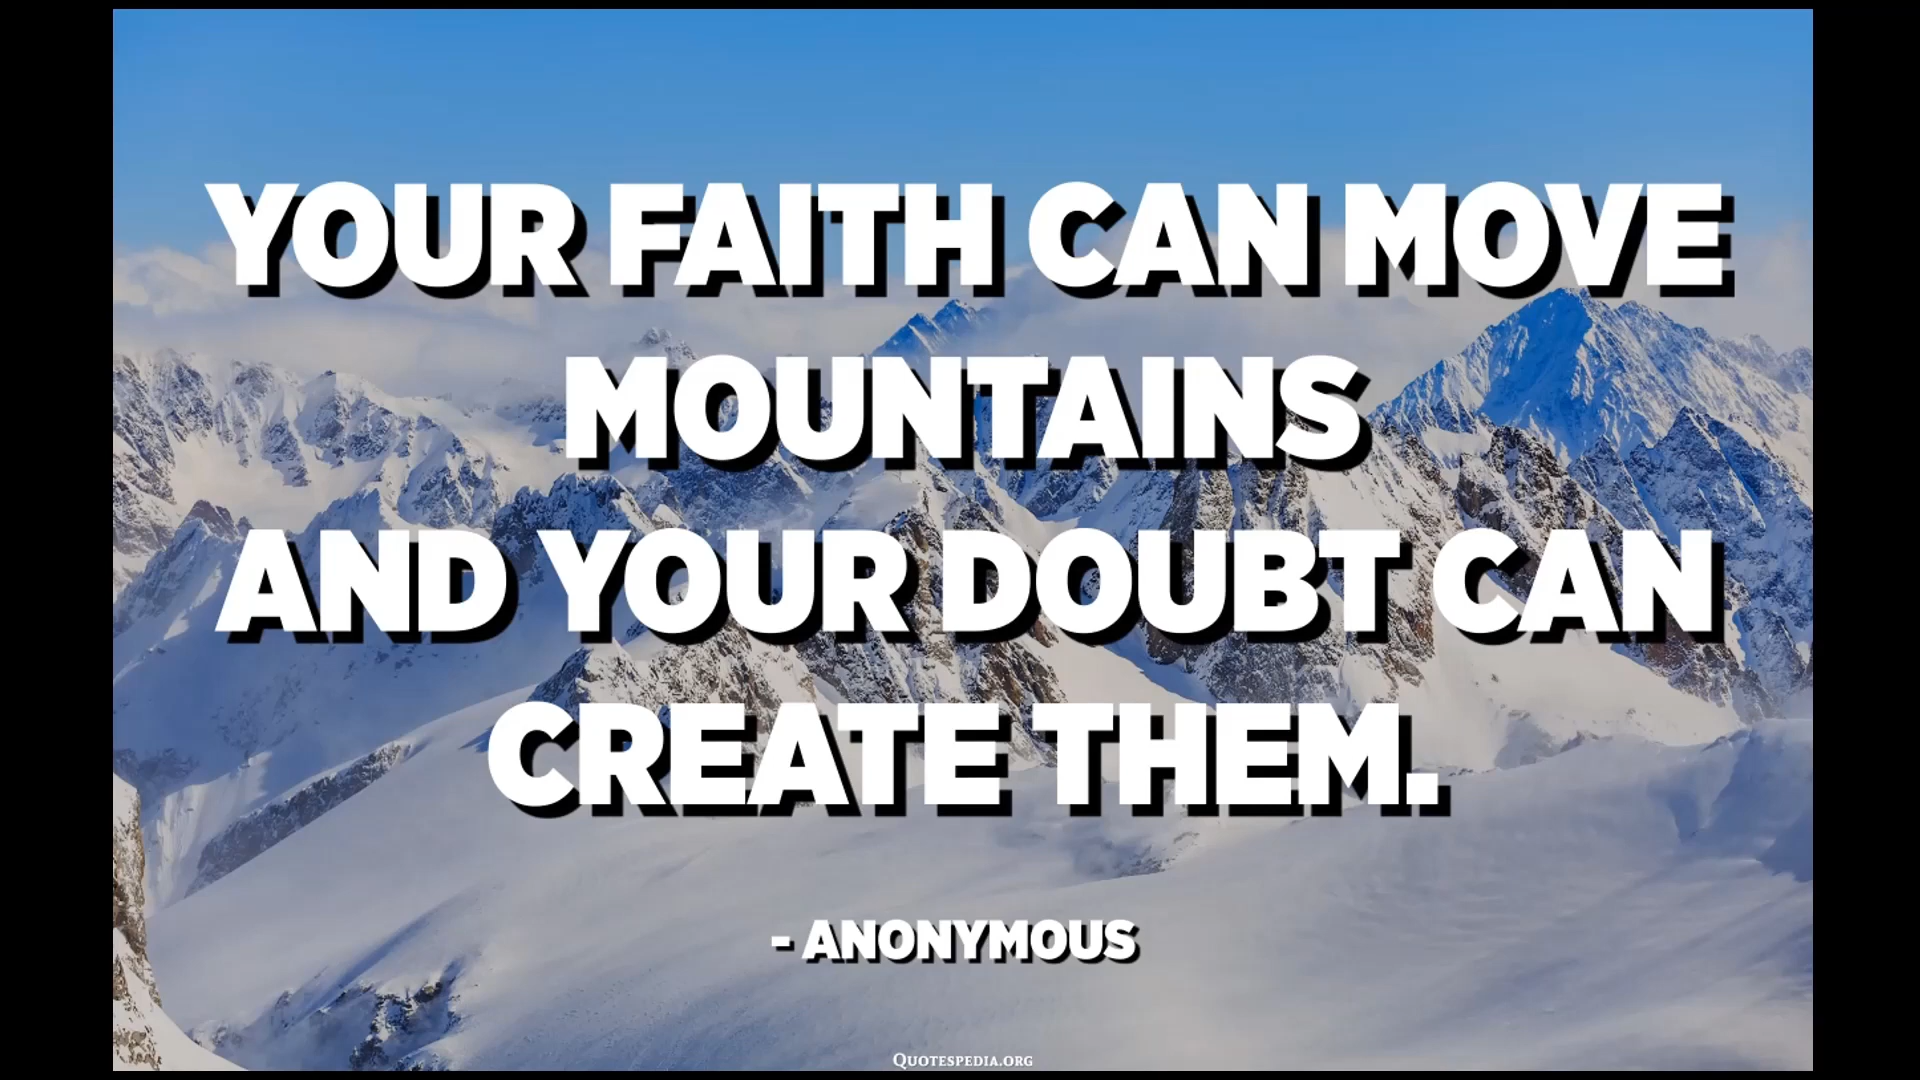 YOUR FAITH CAN MOVE
MOUNTAINS
AND YOUR DOUBT CAN
CREATE THEM.
- ANONYMOUS
QUOTESPEDIA.ORG